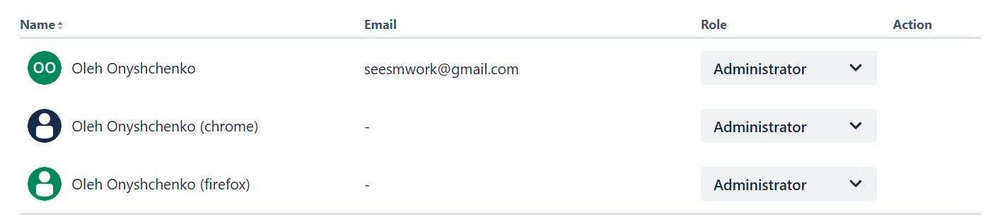 Name Email Role Action
OO Oleh Onyshchenko seesmwork@gmail.com Administrator
Oleh Onyshchenko (chrome) - Administrator
Oleh Onyshchenko (firefox) - Administrator